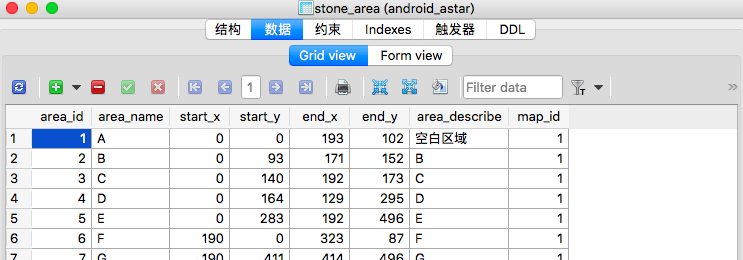 stone_area (android_astar)
结构 数据 约束 Indexes 触发器 DDL
Grid view Form view
1 Filter data T »
area_id area_name start_x start_y end_x end_y area_describe map_id
1 1 A 0 0 193 102 空白区域 1
2 2 B 0 93 171 152 B 1
3 3 C 0 140 192 173 C 1
4 4 D 0 164 129 295 D 1
5 5 E 0 283 192 496 E 1
6 6 F 190 0 323 87 F 1
7 7 G 190 411 414 496 G 1